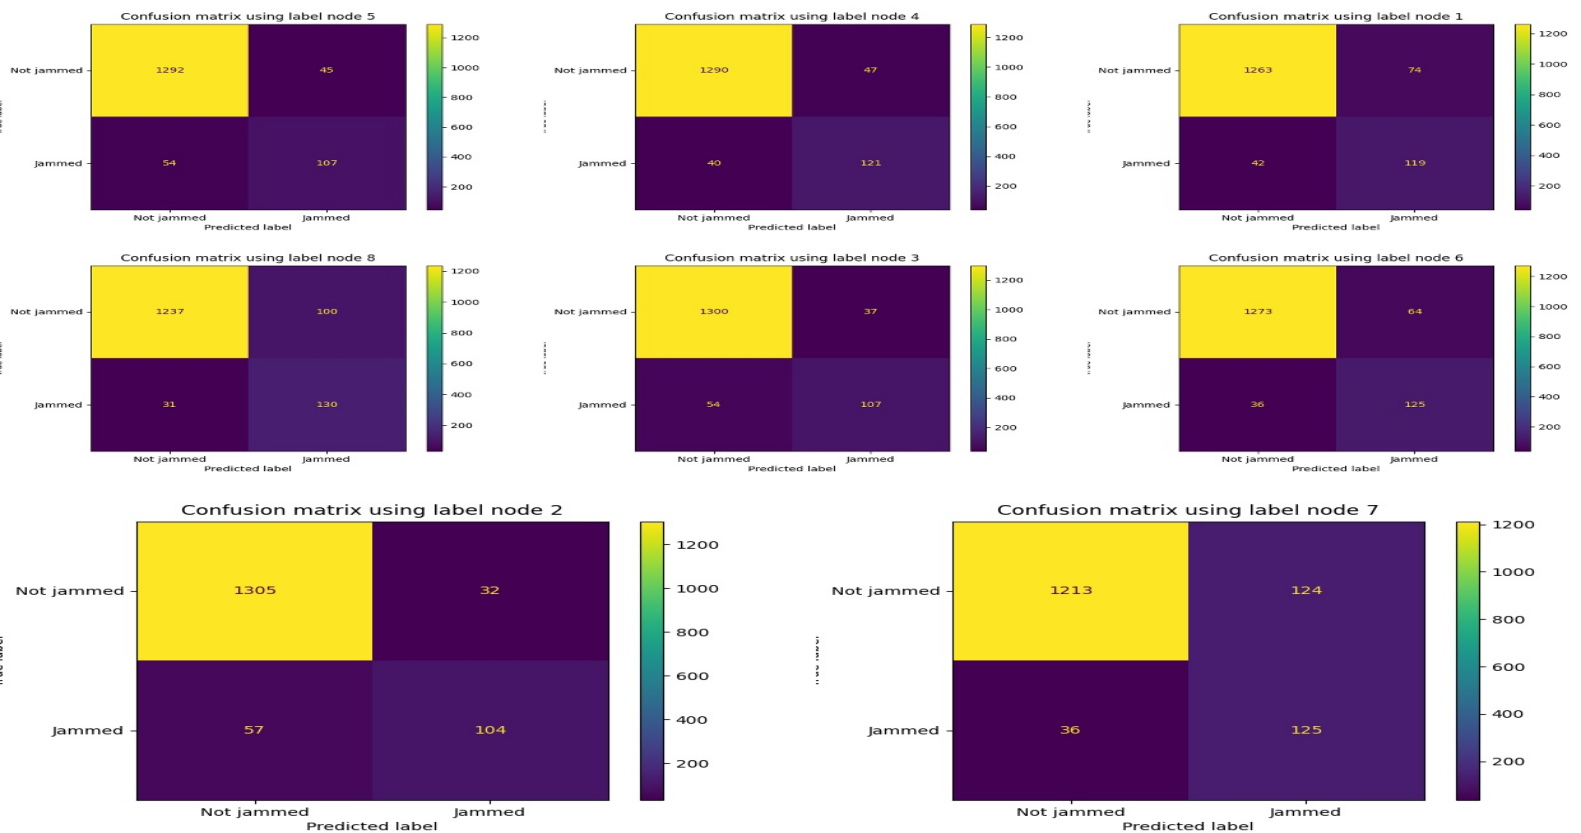 Confusion matrix using label node 5
Not jammed 1292 45
Jammed 54 107
Not jammed Jammed
Predicted label
1200
1000
800
600
400
200
Confusion matrix using label node 4
Not jammed 1290 47
Jammed 40 121
Not jammed Jammed
Predicted label
1200
1000
800
600
400
200
Confusion matrix using label node 1
Not jammed 1263 74
Jammed 42 119
Not jammed Jammed
Predicted label
1200
1000
800
600
400
200
Confusion matrix using label node 8
Not jammed 1237 100
Jammed 31 130
Not jammed Jammed
Predicted label
1200
1000
800
600
400
200
Confusion matrix using label node 3
Not jammed 1300 37
Jammed 54 107
Not jammed Jammed
Predicted label
1200
1000
800
600
400
200
Confusion matrix using label node 6
Not jammed 1273 64
Jammed 36 125
Not jammed Jammed
Predicted label
1200
1000
800
600
400
200
Confusion matrix using label node 2
Not jammed 1305 32
Jammed 57 104
Not jammed Jammed
Predicted label
1200
1000
800
600
400
200
Confusion matrix using label node 7
Not jammed 1213 124
Jammed 36 125
Not jammed Jammed
Predicted label
1200
1000
800
600
400
200